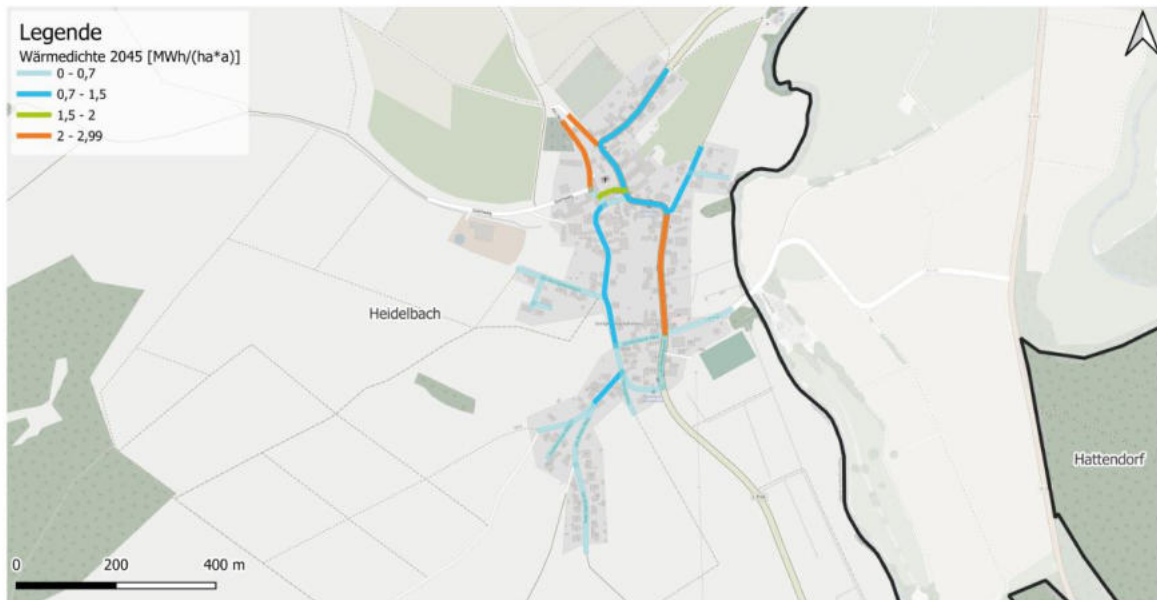 Legende
Wärmedichte 2045 [MWh/(ha*a)]
0 - 0,7
0,7 - 1,5
1,5 - 2
2 - 2,99
Heidelbach
Hattendorf
0 200 400 m